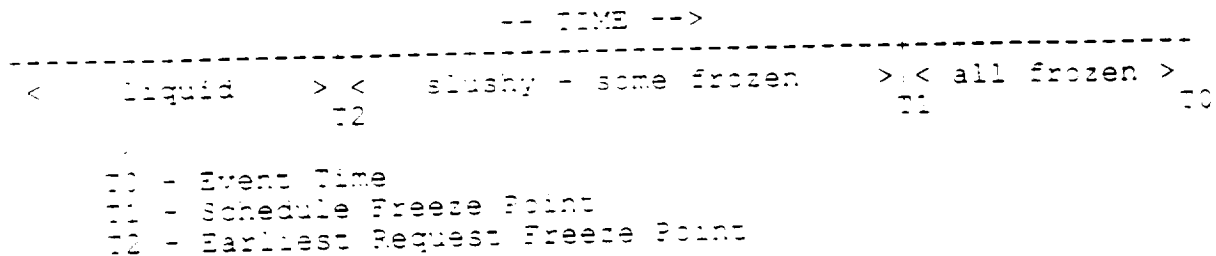 -- TIME -->
< liquid > < slushy - some frozen > < all frozen >
T2 T1 T0
T0 - Event Time
T1 - Schedule Freeze Point
T2 - Earliest Request Freeze Point